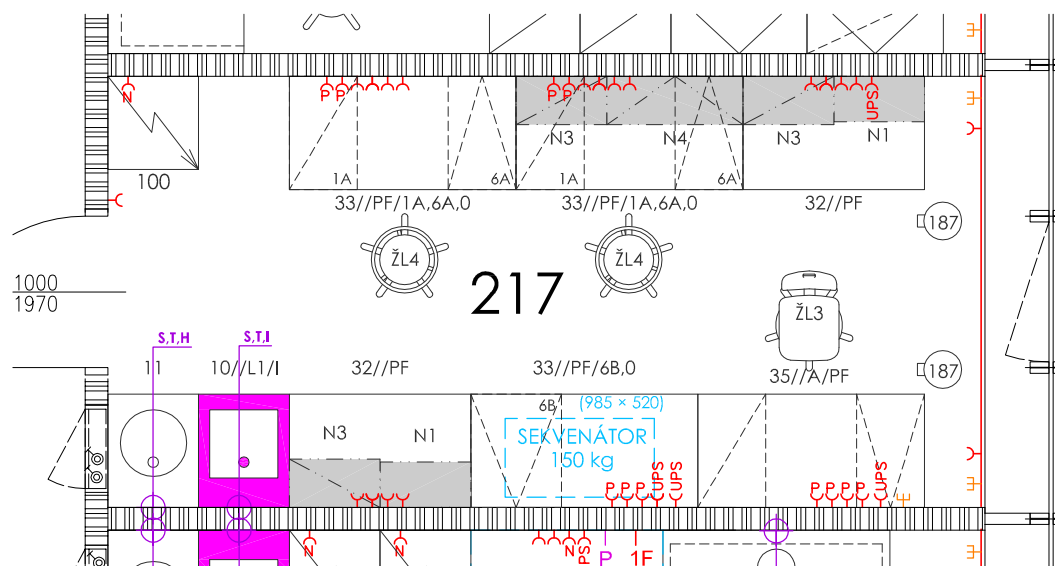 N
P P
P P
UPS
N3 N4 N3 N1
100
1A 6A 1A 6A
33//PF/1A,6A,0 33//PF/1A,6A,0 32//PF
187
ŽL4 ŽL4
217
1000
1970
ŽL3
S,T,H S,T,I
11 10//L1/I 32//PF 33//PF/6B,0 35//A/PF
187
6B (985 × 520)
N3 N1 SEKVENÁTOR
150 kg
P P P UPS UPS P P P P UPS
N N N PS P 1F